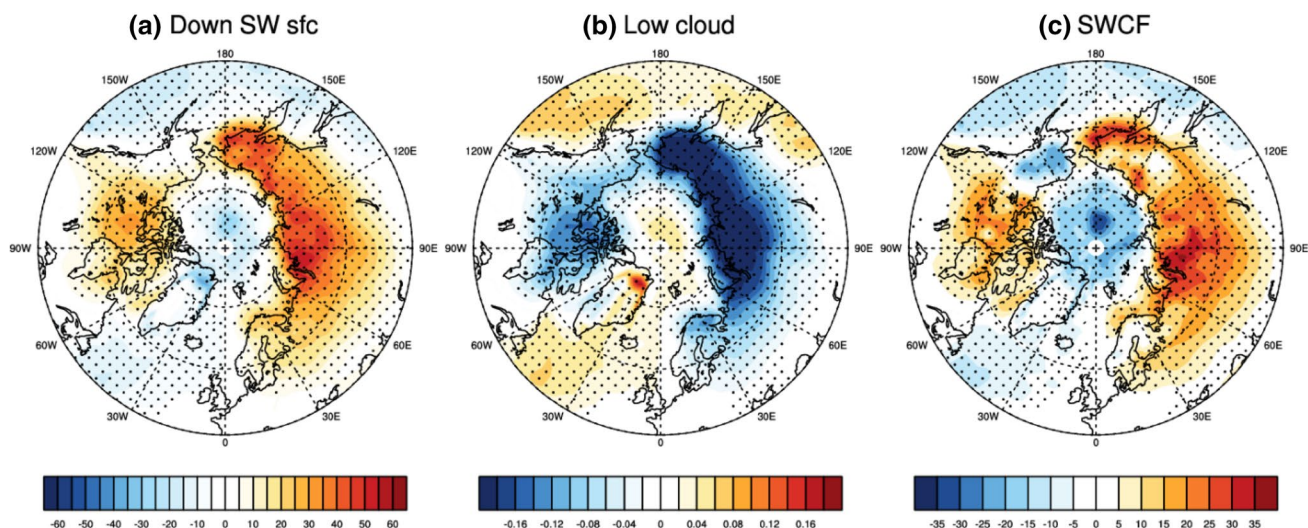 (a) Down SW sfc
(b) Low cloud
(c) SWCF
180
150W
150E
120W
120E
90W
90E
60W
60E
30W
30E
0
180
150W
150E
120W
120E
90W
90E
60W
60E
30W
30E
0
180
150W
150E
120W
120E
90W
90E
60W
60E
30W
30E
0
-60 -50 -40 -30 -20 -10 0 10 20 30 40 50 60
-0.16 -0.12 -0.08 -0.04 0 0.04 0.08 0.12 0.16
-35 -30 -25 -20 -15 -10 -5 5 10 15 20 25 30 35